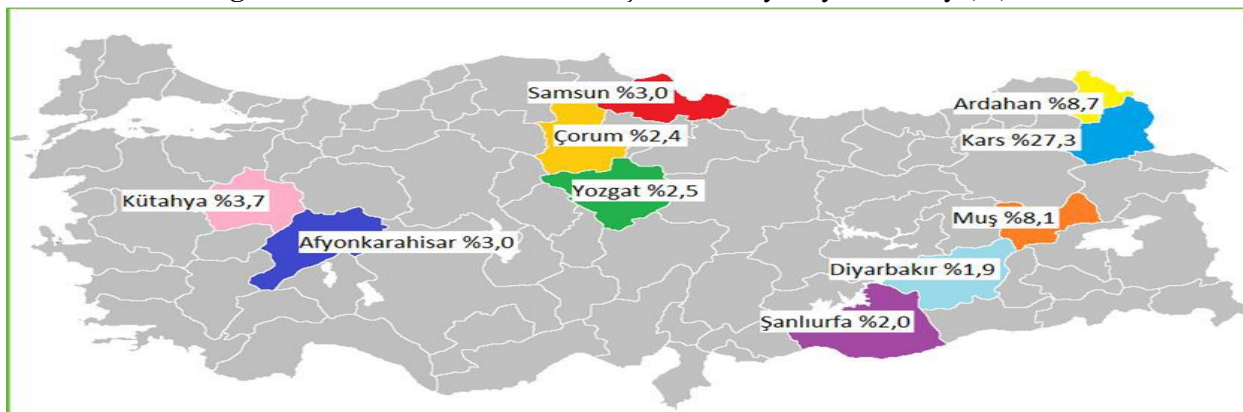 Samsun %3,0
Ardahan %8,7
Çorum %2,4
Kars %27,3
Yozgat %2,5
Kütahya %3,7
Muş %8,1
Afyonkarahisar %3,0
Diyarbakır %1,9
Şanlıurfa %2,0